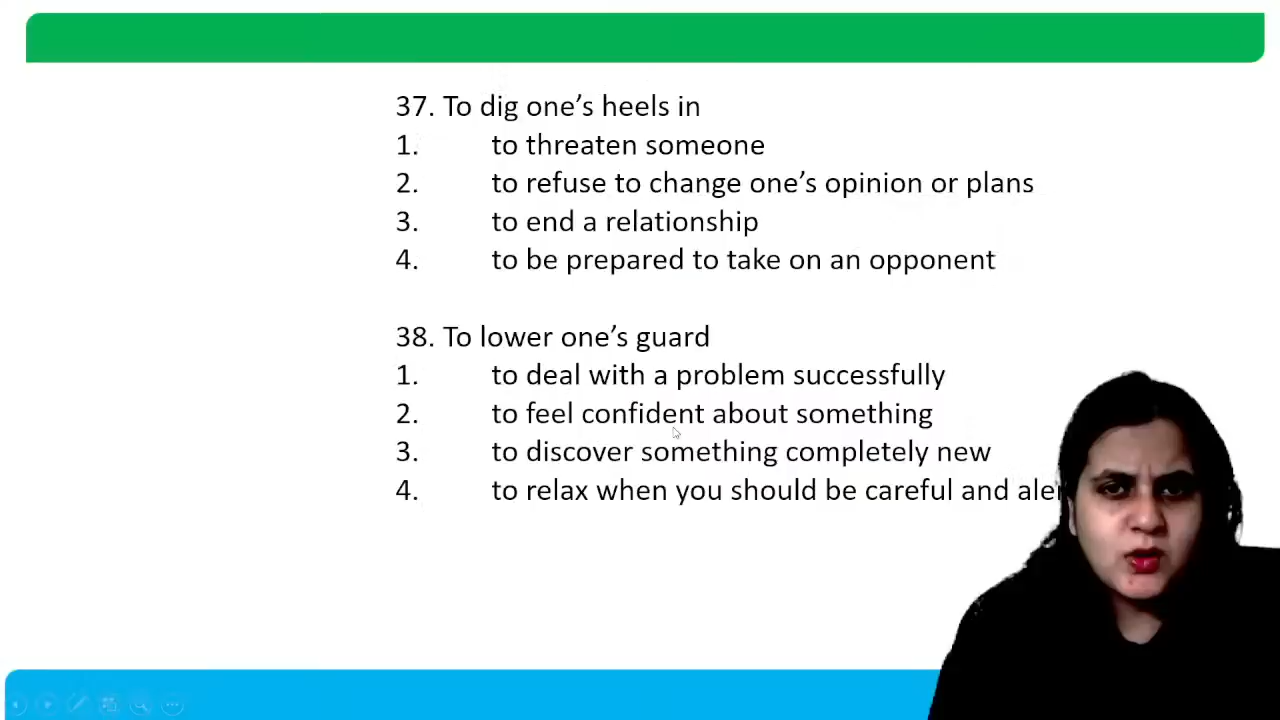 37. To dig one’s heels in
1. to threaten someone
2. to refuse to change one’s opinion or plans
3. to end a relationship
4. to be prepared to take on an opponent
38. To lower one’s guard
1. to deal with a problem successfully
2. to feel confident about something
3. to discover something completely new
4. to relax when you should be careful and